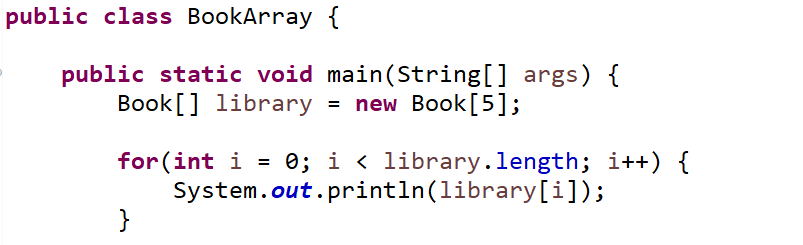 public class BookArray {
public static void main(String[] args) {
Book[] library = new Book[5];
for(int i = 0; i < library.length; i++) {
System.out.println(library[i]);
}